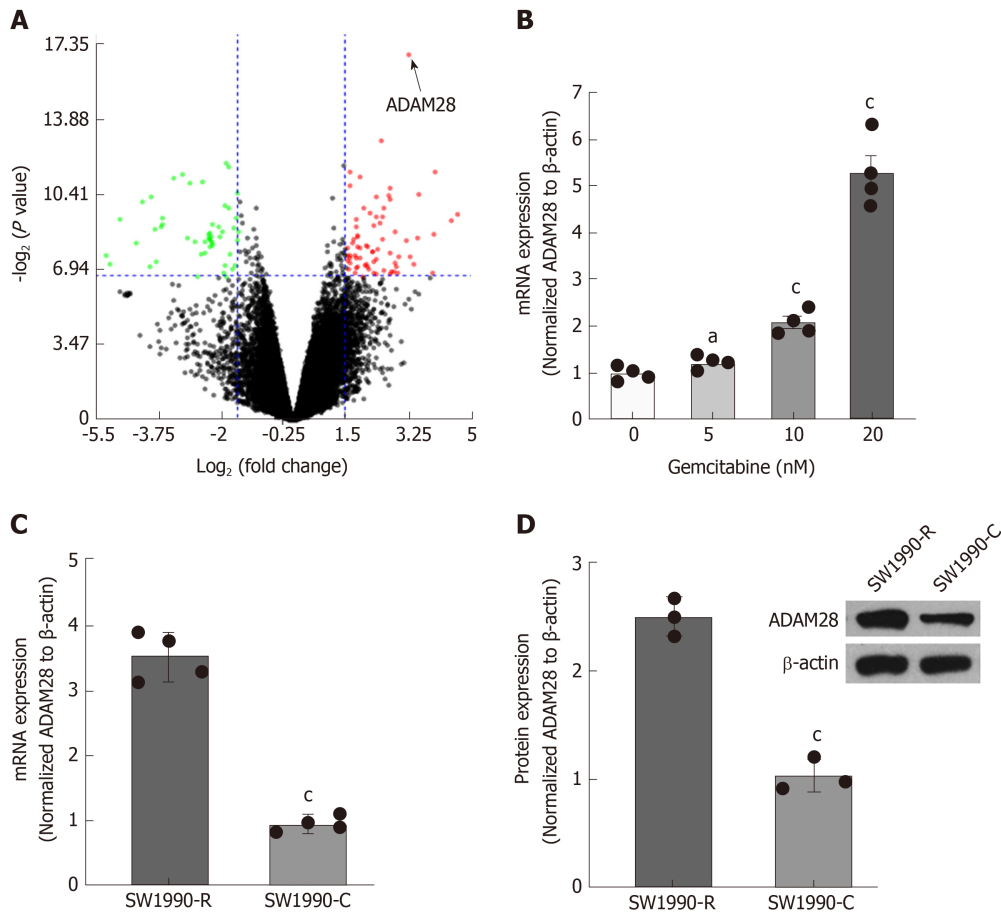 A
17.35
13.88
10.41
6.94
3.47
0
-log2 (P value)
ADAM28
-5.5 -3.75 -2 -0.25 1.5 3.25 5
Log2 (fold change)
B
7
6
5
4
3
2
1
0
mRNA expression
(Normalized ADAM28 to β-actin)
a
c
c
0 5 10 20
Gemcitabine (nM)
C
5
4
3
2
1
0
mRNA expression
(Normalized ADAM28 to β-actin)
c
SW1990-R SW1990-C
D
3
2
1
0
Protein expression
(Normalized ADAM28 to β-actin)
c
SW1990-R SW1990-C
SW1990-R
SW1990-C
ADAM28
β-actin